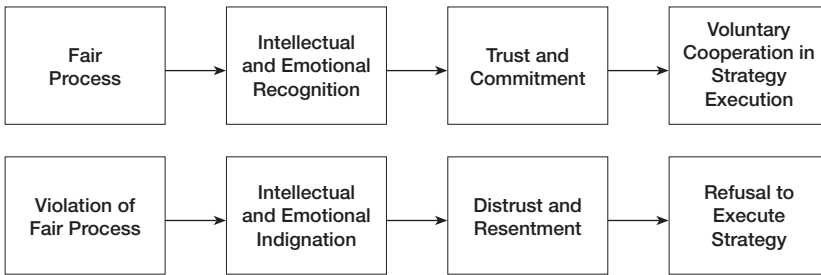 Fair
Process
Intellectual
and Emotional
Recognition
Trust and
Commitment
Voluntary
Cooperation in
Strategy
Execution
Violation of
Fair Process
Intellectual
and Emotional
Indignation
Distrust and
Resentment
Refusal to
Execute
Strategy